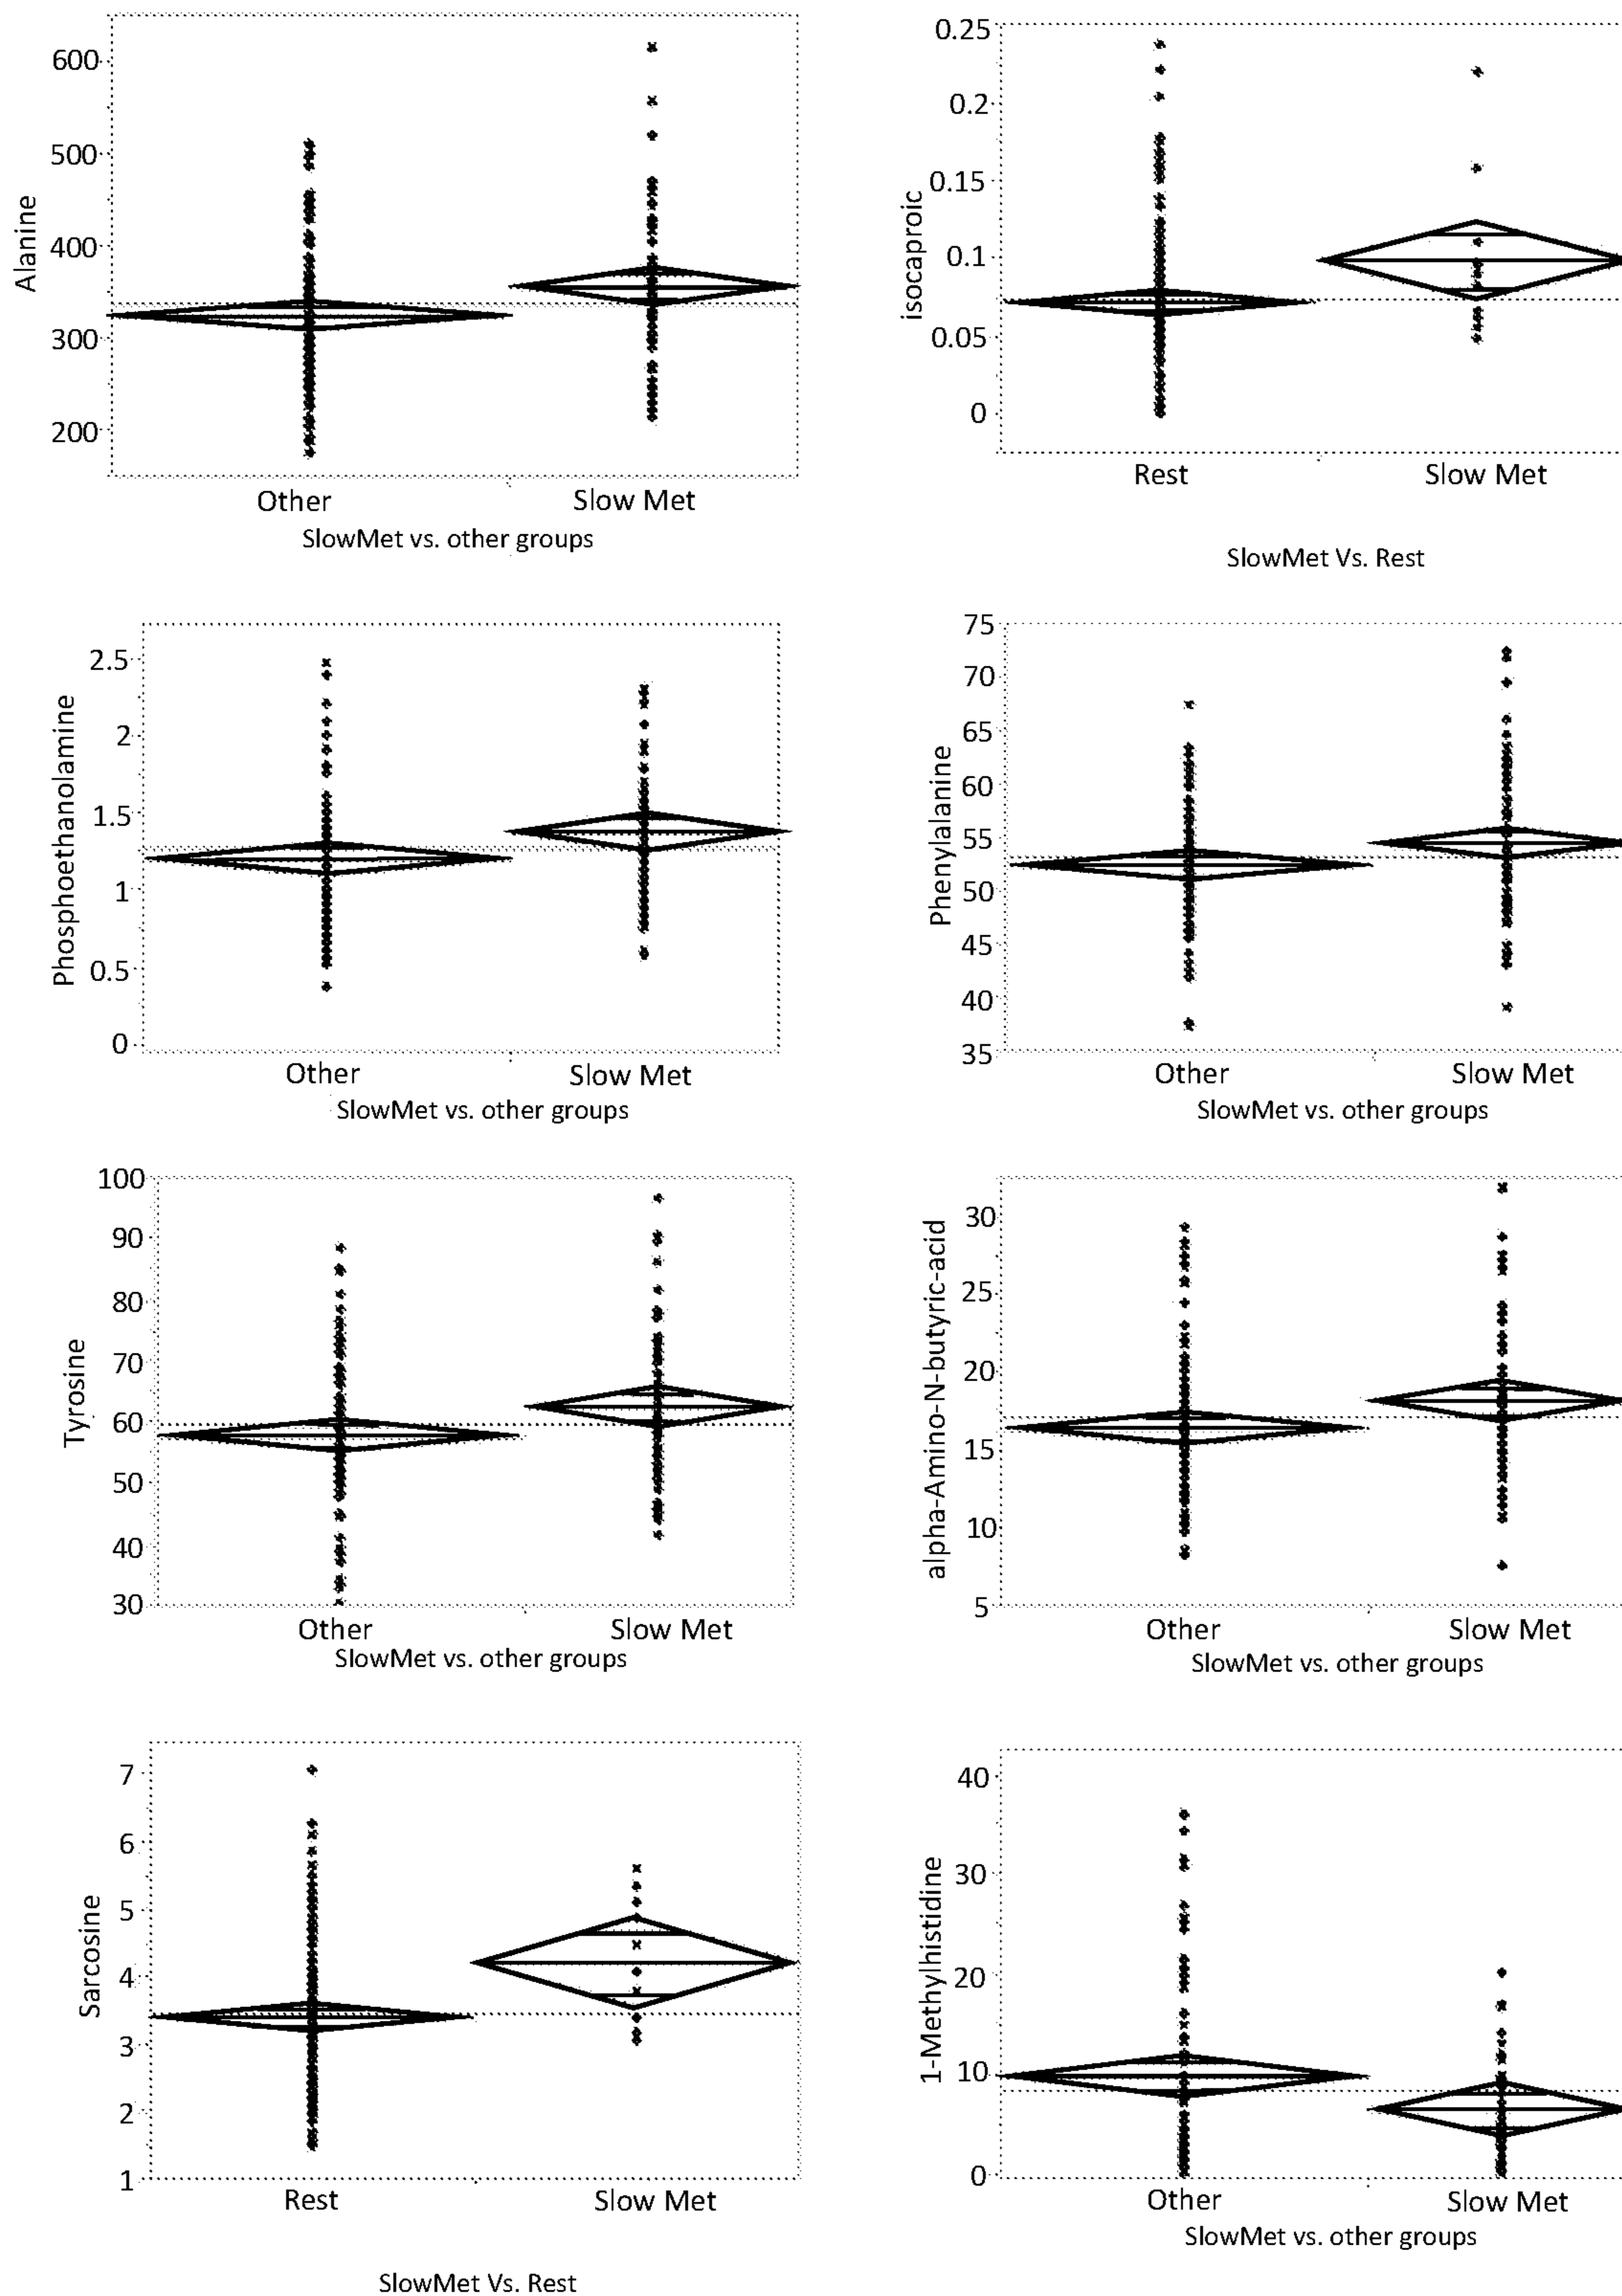 Alanine
600
500
400
300
200
Other Slow Met
SlowMet vs. other groups
isocaproic
0.25
0.2
0.15
0.1
0.05
0
Rest Slow Met
SlowMet Vs. Rest
Phosphoethanolamine
2.5
2
1.5
1
0.5
0
Other Slow Met
SlowMet vs. other groups
Phenylalanine
75
70
65
60
55
50
45
40
35
Other Slow Met
SlowMet vs. other groups
Tyrosine
100
90
80
70
60
50
40
30
Other Slow Met
SlowMet vs. other groups
alpha-Amino-N-butyric-acid
30
25
20
15
10
5
Other Slow Met
SlowMet vs. other groups
Sarcosine
7
6
5
4
3
2
1
Rest Slow Met
SlowMet Vs. Rest
1-Methylhistidine
40
30
20
10
0
Other Slow Met
SlowMet vs. other groups